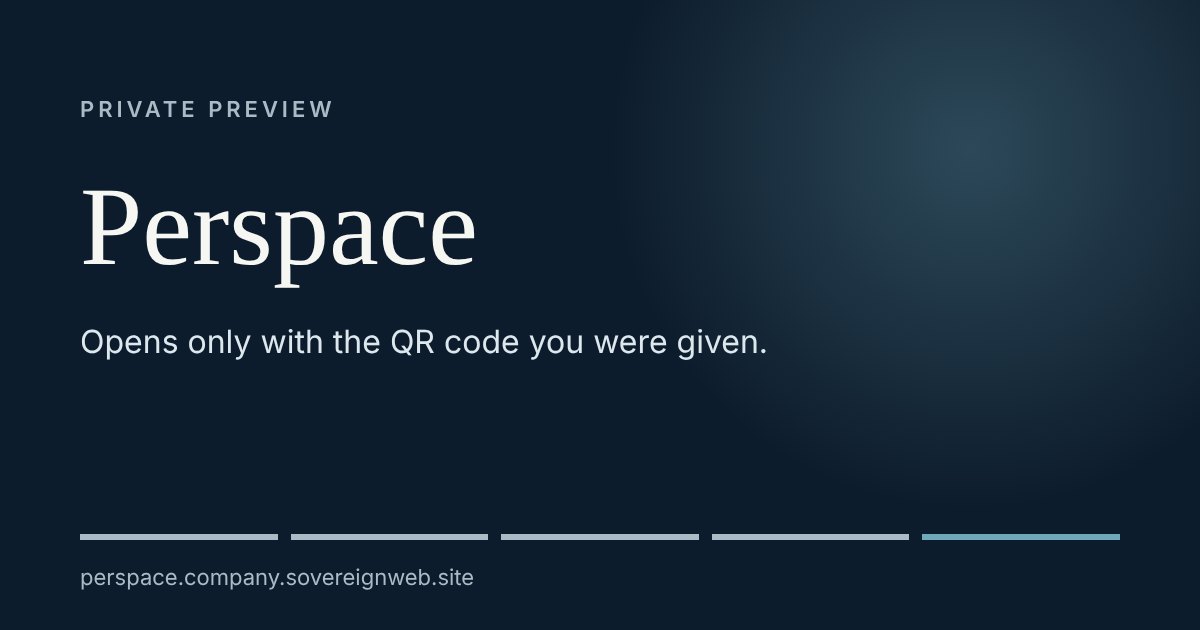 PRIVATE PREVIEW
Perspace
Opens only with the QR code you were given.
perspace.company.sovereignweb.site